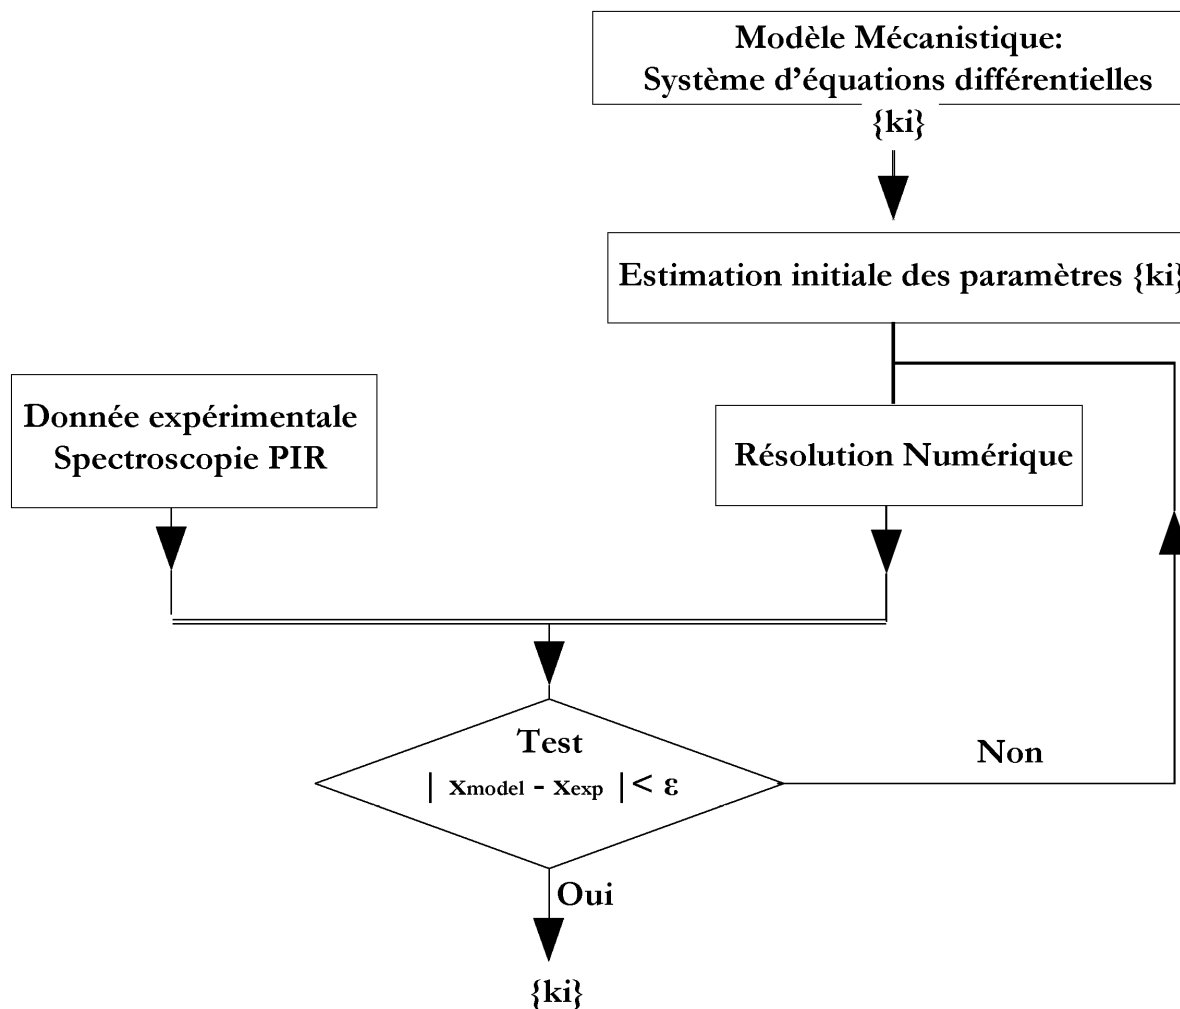 Modèle Mécanistique:
Système d’équations différentielles
{ki}
Estimation initiale des paramètres {ki}
Donnée expérimentale
Spectroscopie PIR
Résolution Numérique
Test
| xmodel - xexp | < ε
Non
Oui
{ki}